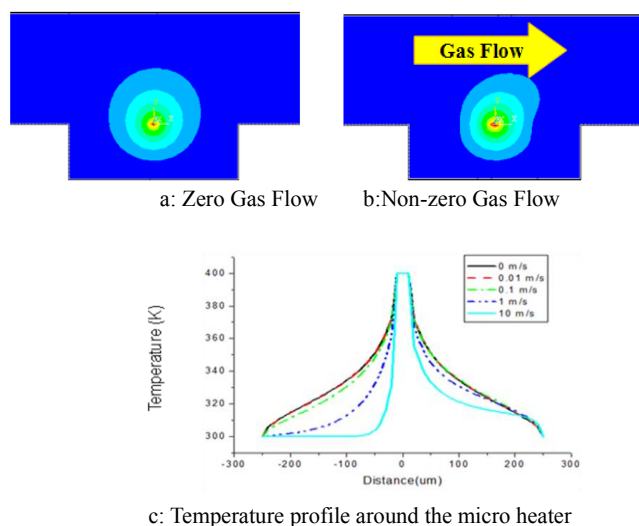 Gas Flow
a: Zero Gas Flow
b:Non-zero Gas Flow
0 m/s
0.01 m/s
0.1 m/s
1 m/s
10 m/s
400
380
360
340
320
300
Temperature (K)
-300 -200 -100 0 100 200 300
Distance(um)
c: Temperature profile around the micro heater